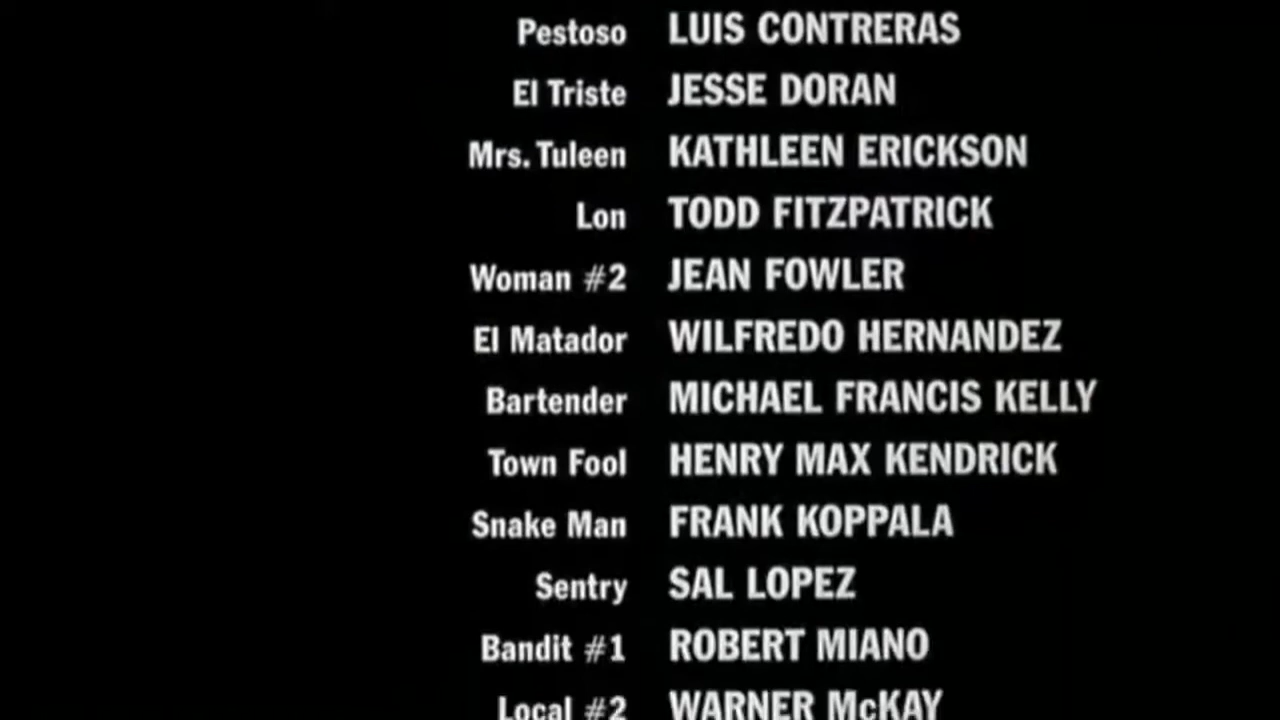 Pestoso LUIS CONTRERAS
El Triste JESSE DORAN
Mrs. Tuleen KATHLEEN ERICKSON
Lon TODD FITZPATRICK
Woman #2 JEAN FOWLER
El Matador WILFREDO HERNANDEZ
Bartender MICHAEL FRANCIS KELLY
Town Fool HENRY MAX KENDRICK
Snake Man FRANK KOPPALA
Sentry SAL LOPEZ
Bandit #1 ROBERT MIANO
Local #2 WARNER McKAY